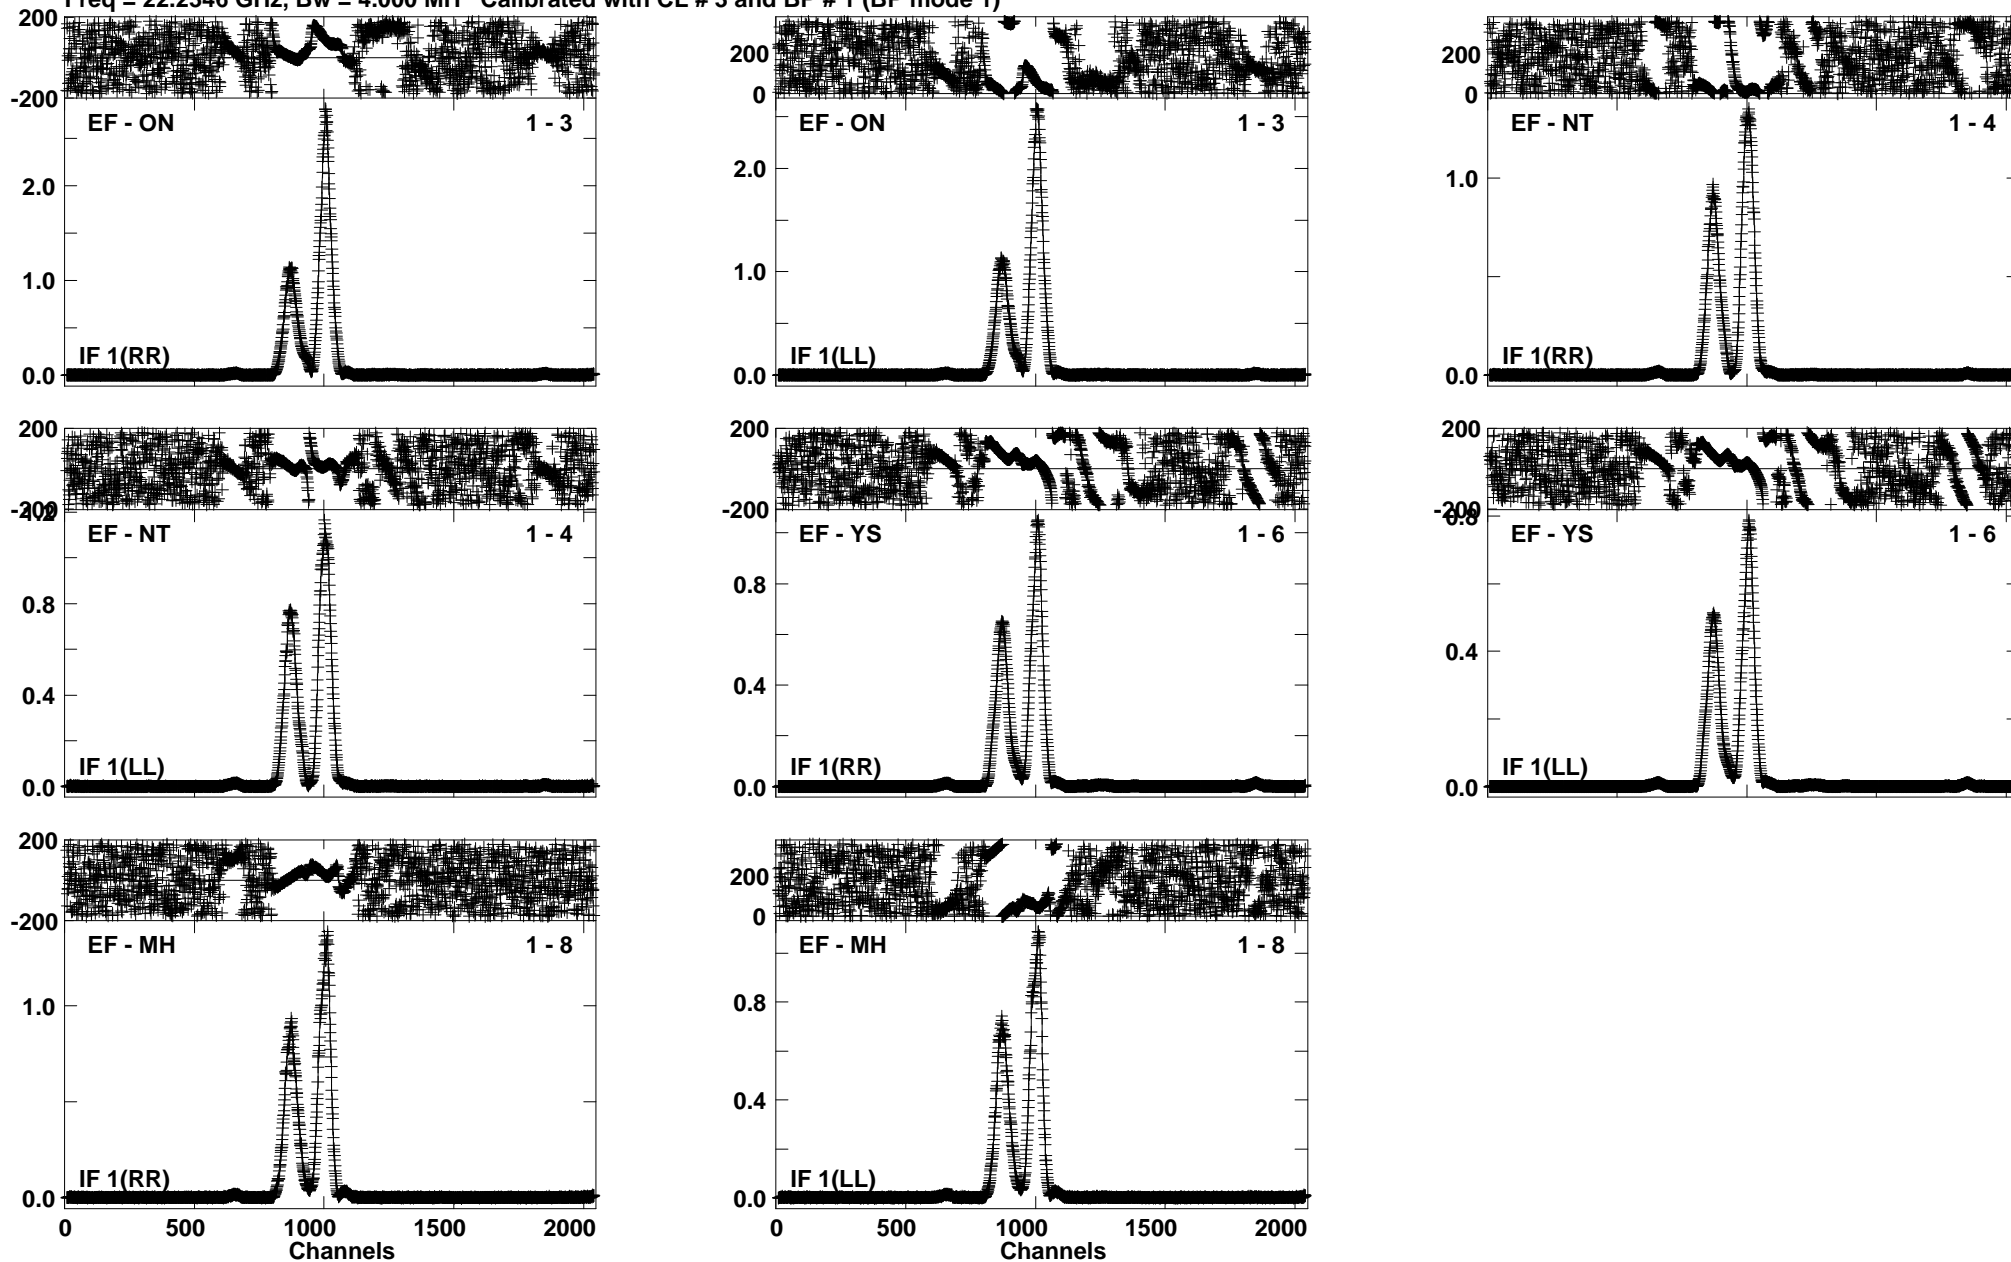 Freq = 22.2346 GHz, Bw = 4.000 MH Calibrated with CL # 3 and BP # 1 (BP mode 1)
200
-200
EF - ON 1 - 3
2.0
1.0
IF 1(RR)
0.0
200
0
EF - ON 1 - 3
2.0
1.0
IF 1(LL)
0.0
200
0
EF - NT 1 - 4
1.0
IF 1(RR)
0.0
200
-200
1.2
EF - NT 1 - 4
0.8
0.4
IF 1(LL)
0.0
200
-200
EF - YS 1 - 6
0.8
0.4
IF 1(RR)
0.0
200
-200
0.8
EF - YS 1 - 6
0.4
IF 1(LL)
0.0
200
-200
EF - MH 1 - 8
1.0
IF 1(RR)
0.0
0 500 1000 1500 2000
Channels
200
0
EF - MH 1 - 8
0.8
0.4
IF 1(LL)
0.0
0 500 1000 1500 2000
Channels